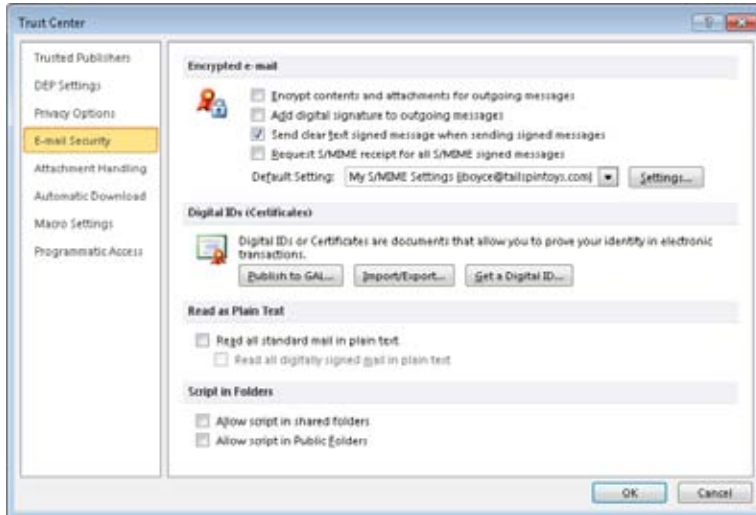 Trust Center
Trusted Publishers
DEP Settings
Privacy Options
E-mail Security
Attachment Handling
Automatic Download
Macro Settings
Programmatic Access
Encrypted e-mail
Encrypt contents and attachments for outgoing messages
Add digital signature to outgoing messages
Send clear text signed message when sending signed messages
Request S/MIME receipt for all S/MIME signed messages
Default Setting: My S/MIME Settings (jboyce@tailspintoys.com) Settings...
Digital IDs (Certificates)
Digital IDs or Certificates are documents that allow you to prove your identity in electronic
transactions.
Publish to GAL... Import/Export... Get a Digital ID...
Read as Plain Text
Read all standard mail in plain text
Read all digitally signed mail in plain text
Script in Folders
Allow script in shared folders
Allow script in Public Folders
OK Cancel